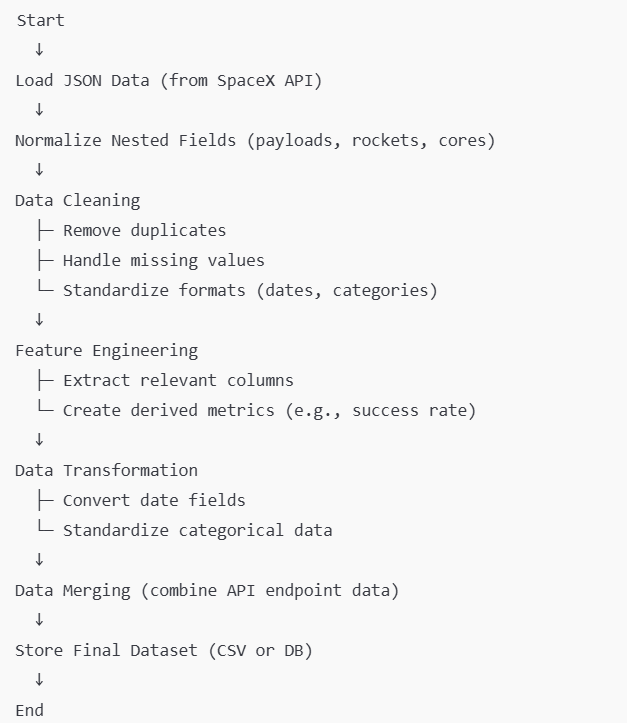 Start
↓
Load JSON Data (from SpaceX API)
↓
Normalize Nested Fields (payloads, rockets, cores)
↓
Data Cleaning
├─ Remove duplicates
├─ Handle missing values
└─ Standardize formats (dates, categories)
↓
Feature Engineering
├─ Extract relevant columns
└─ Create derived metrics (e.g., success rate)
↓
Data Transformation
├─ Convert date fields
└─ Standardize categorical data
↓
Data Merging (combine API endpoint data)
↓
Store Final Dataset (CSV or DB)
↓
End